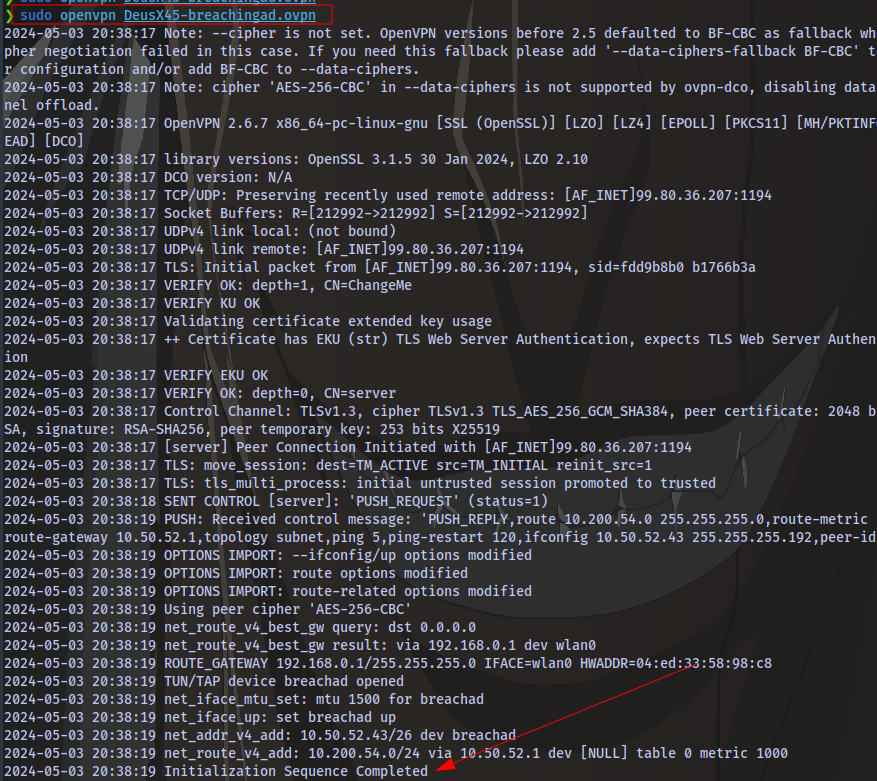 sudo openvpn DeusX45-breachingad.ovpn
❯ sudo openvpn DeusX45-breachingad.ovpn
2024-05-03 20:38:17 Note: --cipher is not set. OpenVPN versions before 2.5 defaulted to BF-CBC as fallback wh
pher negotiation failed in this case. If you need this fallback please add '--data-ciphers-fallback BF-CBC' t
r configuration and/or add BF-CBC to --data-ciphers.
2024-05-03 20:38:17 Note: cipher 'AES-256-CBC' in --data-ciphers is not supported by ovpn-dco, disabling data
nel offload.
2024-05-03 20:38:17 OpenVPN 2.6.7 x86_64-pc-linux-gnu [SSL (OpenSSL)] [LZO] [LZ4] [EPOLL] [PKCS11] [MH/PKTINF
EAD] [DCO]
2024-05-03 20:38:17 library versions: OpenSSL 3.1.5 30 Jan 2024, LZO 2.10
2024-05-03 20:38:17 DCO version: N/A
2024-05-03 20:38:17 TCP/UDP: Preserving recently used remote address: [AF_INET]99.80.36.207:1194
2024-05-03 20:38:17 Socket Buffers: R=[212992->212992] S=[212992->212992]
2024-05-03 20:38:17 UDPv4 link local: (not bound)
2024-05-03 20:38:17 UDPv4 link remote: [AF_INET]99.80.36.207:1194
2024-05-03 20:38:17 TLS: Initial packet from [AF_INET]99.80.36.207:1194, sid=fdd9b8b0 b1766b3a
2024-05-03 20:38:17 VERIFY OK: depth=1, CN=ChangeMe
2024-05-03 20:38:17 VERIFY KU OK
2024-05-03 20:38:17 Validating certificate extended key usage
2024-05-03 20:38:17 ++ Certificate has EKU (str) TLS Web Server Authentication, expects TLS Web Server Authen
ion
2024-05-03 20:38:17 VERIFY EKU OK
2024-05-03 20:38:17 VERIFY OK: depth=0, CN=server
2024-05-03 20:38:17 Control Channel: TLSv1.3, cipher TLSv1.3 TLS_AES_256_GCM_SHA384, peer certificate: 2048 b
SA, signature: RSA-SHA256, peer temporary key: 253 bits X25519
2024-05-03 20:38:17 [server] Peer Connection Initiated with [AF_INET]99.80.36.207:1194
2024-05-03 20:38:17 TLS: move_session: dest=TM_ACTIVE src=TM_INITIAL reinit_src=1
2024-05-03 20:38:17 TLS: tls_multi_process: initial untrusted session promoted to trusted
2024-05-03 20:38:18 SENT CONTROL [server]: 'PUSH_REQUEST' (status=1)
2024-05-03 20:38:19 PUSH: Received control message: 'PUSH_REPLY,route 10.200.54.0 255.255.255.0,route-metric
route-gateway 10.50.52.1,topology subnet,ping 5,ping-restart 120,ifconfig 10.50.52.43 255.255.255.192,peer-id
2024-05-03 20:38:19 OPTIONS IMPORT: --ifconfig/up options modified
2024-05-03 20:38:19 OPTIONS IMPORT: route options modified
2024-05-03 20:38:19 OPTIONS IMPORT: route-related options modified
2024-05-03 20:38:19 Using peer cipher 'AES-256-CBC'
2024-05-03 20:38:19 net_route_v4_best_gw query: dst 0.0.0.0
2024-05-03 20:38:19 net_route_v4_best_gw result: via 192.168.0.1 dev wlan0
2024-05-03 20:38:19 ROUTE_GATEWAY 192.168.0.1/255.255.255.0 IFACE=wlan0 HWADDR=04:ed:33:58:98:c8
2024-05-03 20:38:19 TUN/TAP device breachad opened
2024-05-03 20:38:19 net_iface_mtu_set: mtu 1500 for breachad
2024-05-03 20:38:19 net_iface_up: set breachad up
2024-05-03 20:38:19 net_addr_v4_add: 10.50.52.43/26 dev breachad
2024-05-03 20:38:19 net_route_v4_add: 10.200.54.0/24 via 10.50.52.1 dev [NULL] table 0 metric 1000
2024-05-03 20:38:19 Initialization Sequence Completed